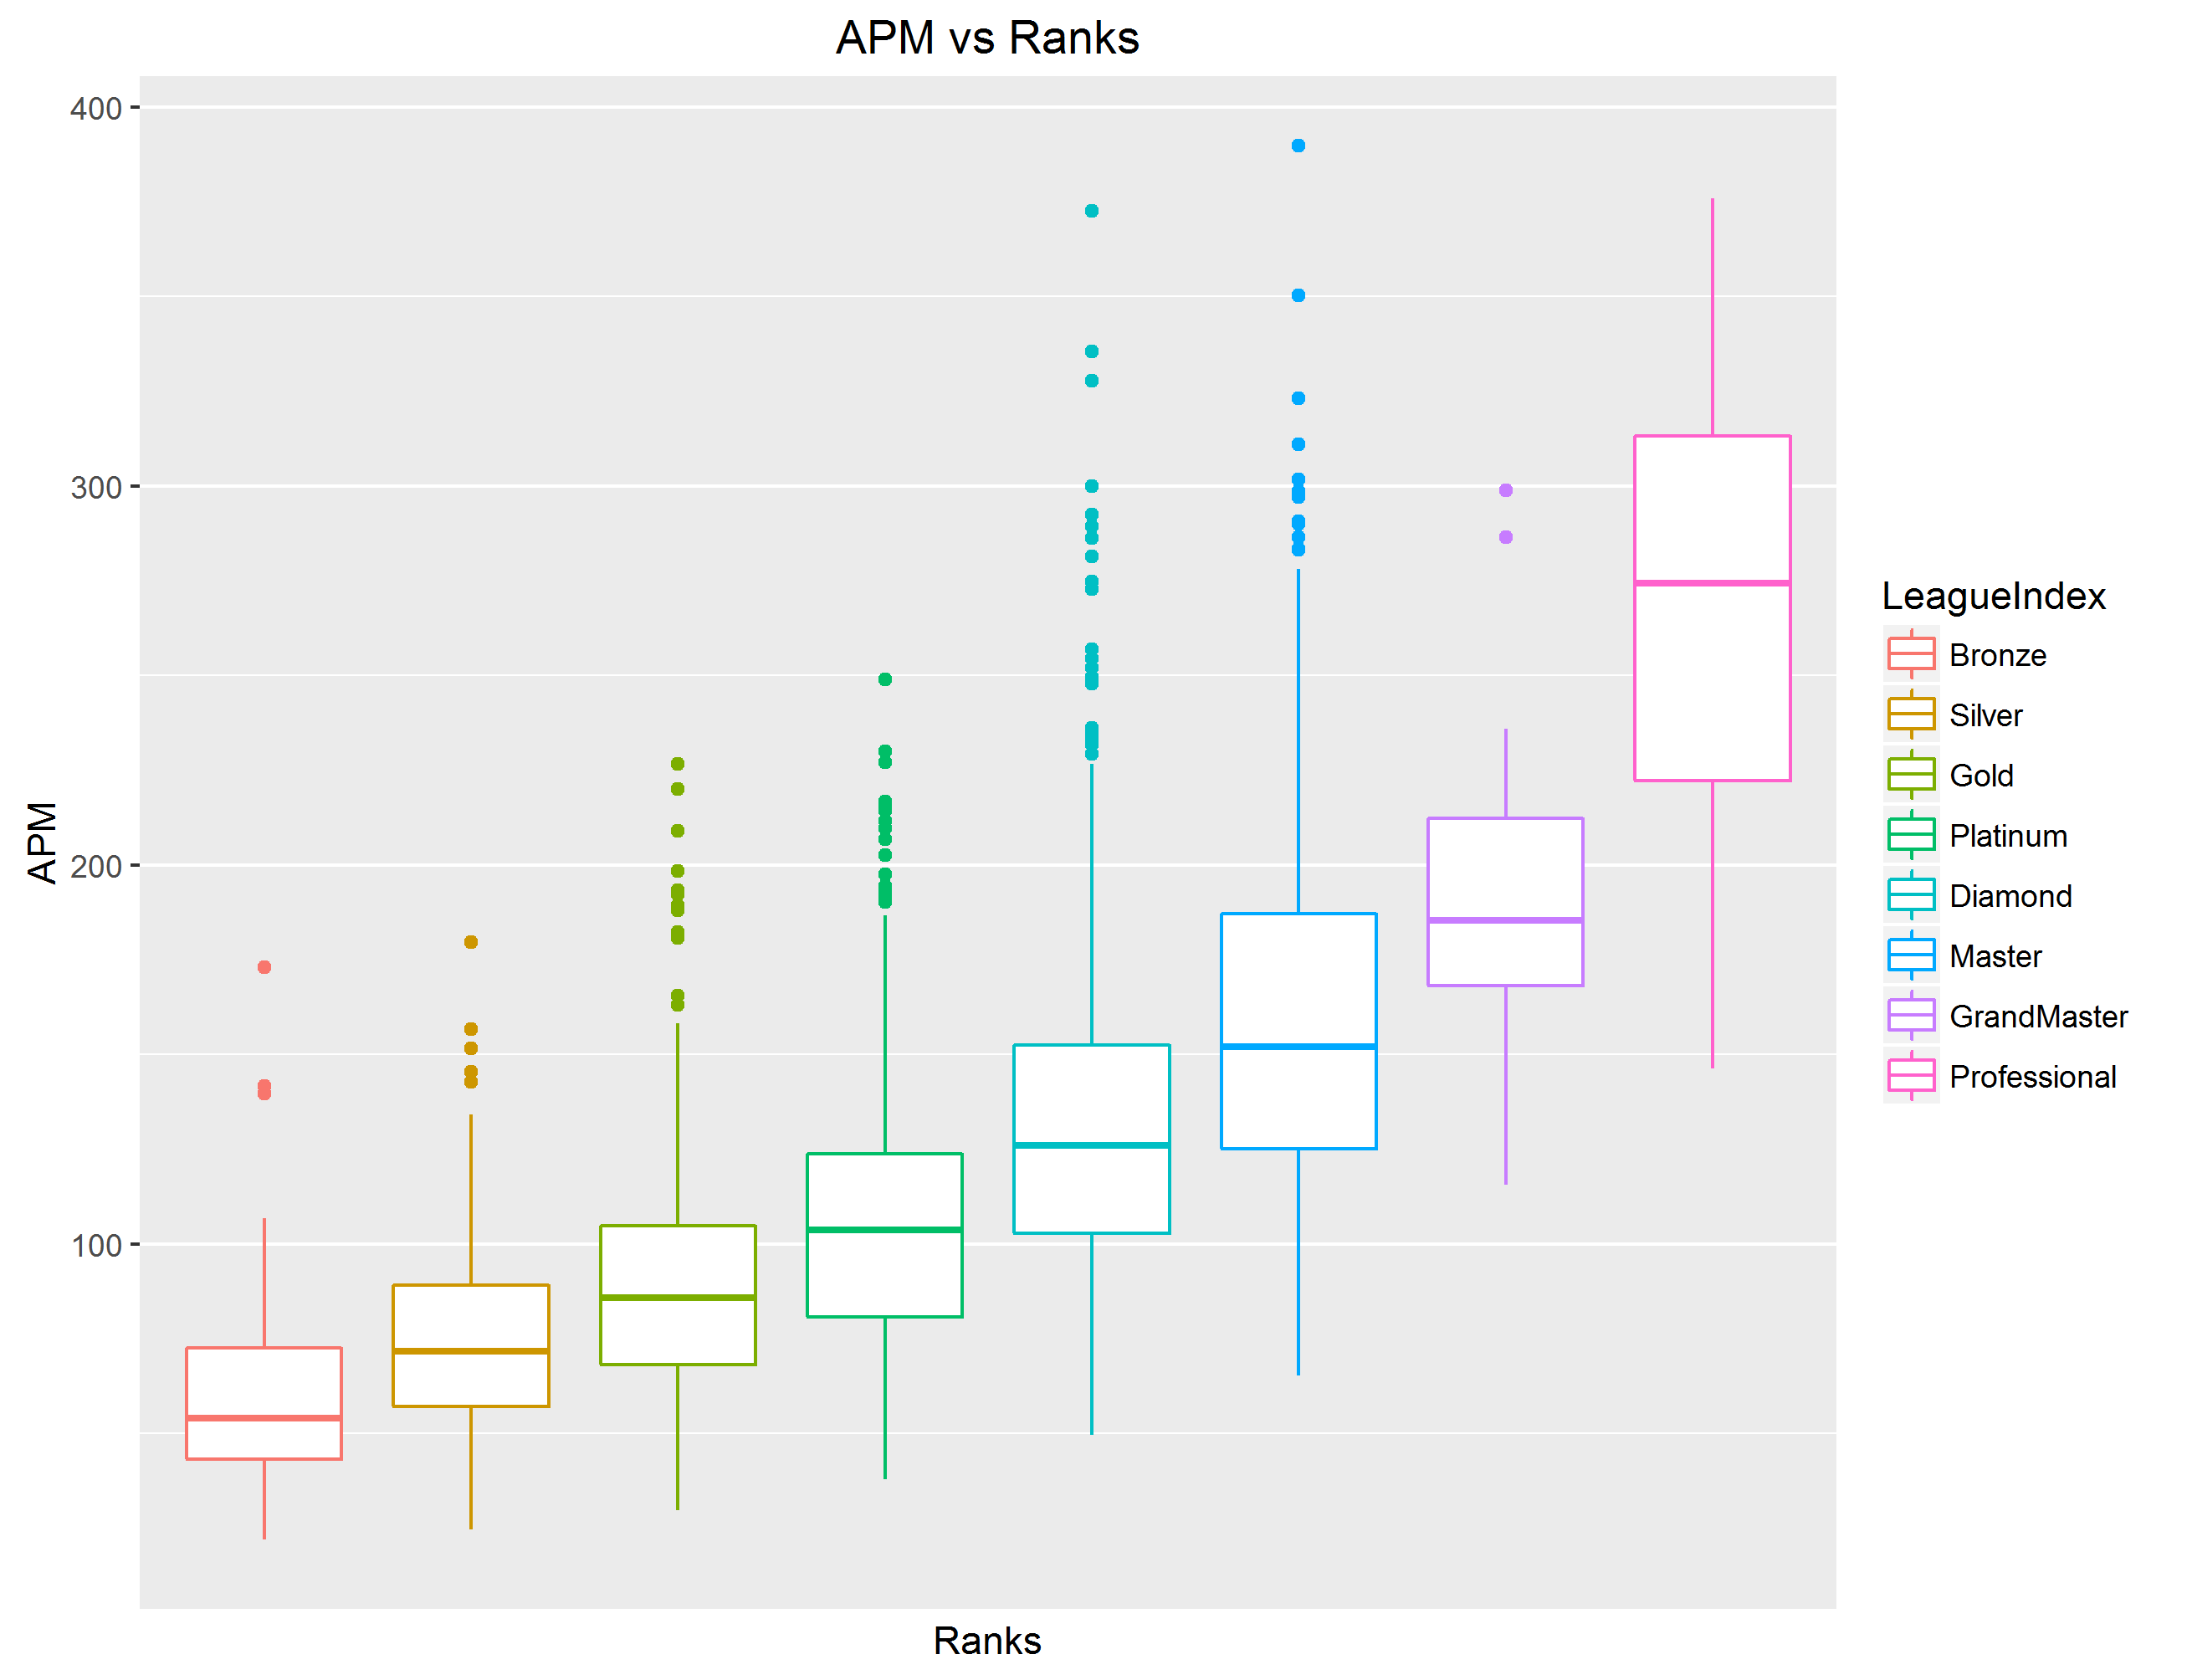 APM vs Ranks
400
300
200
100
APM
Ranks
LeagueIndex
Bronze
Silver
Gold
Platinum
Diamond
Master
GrandMaster
Professional